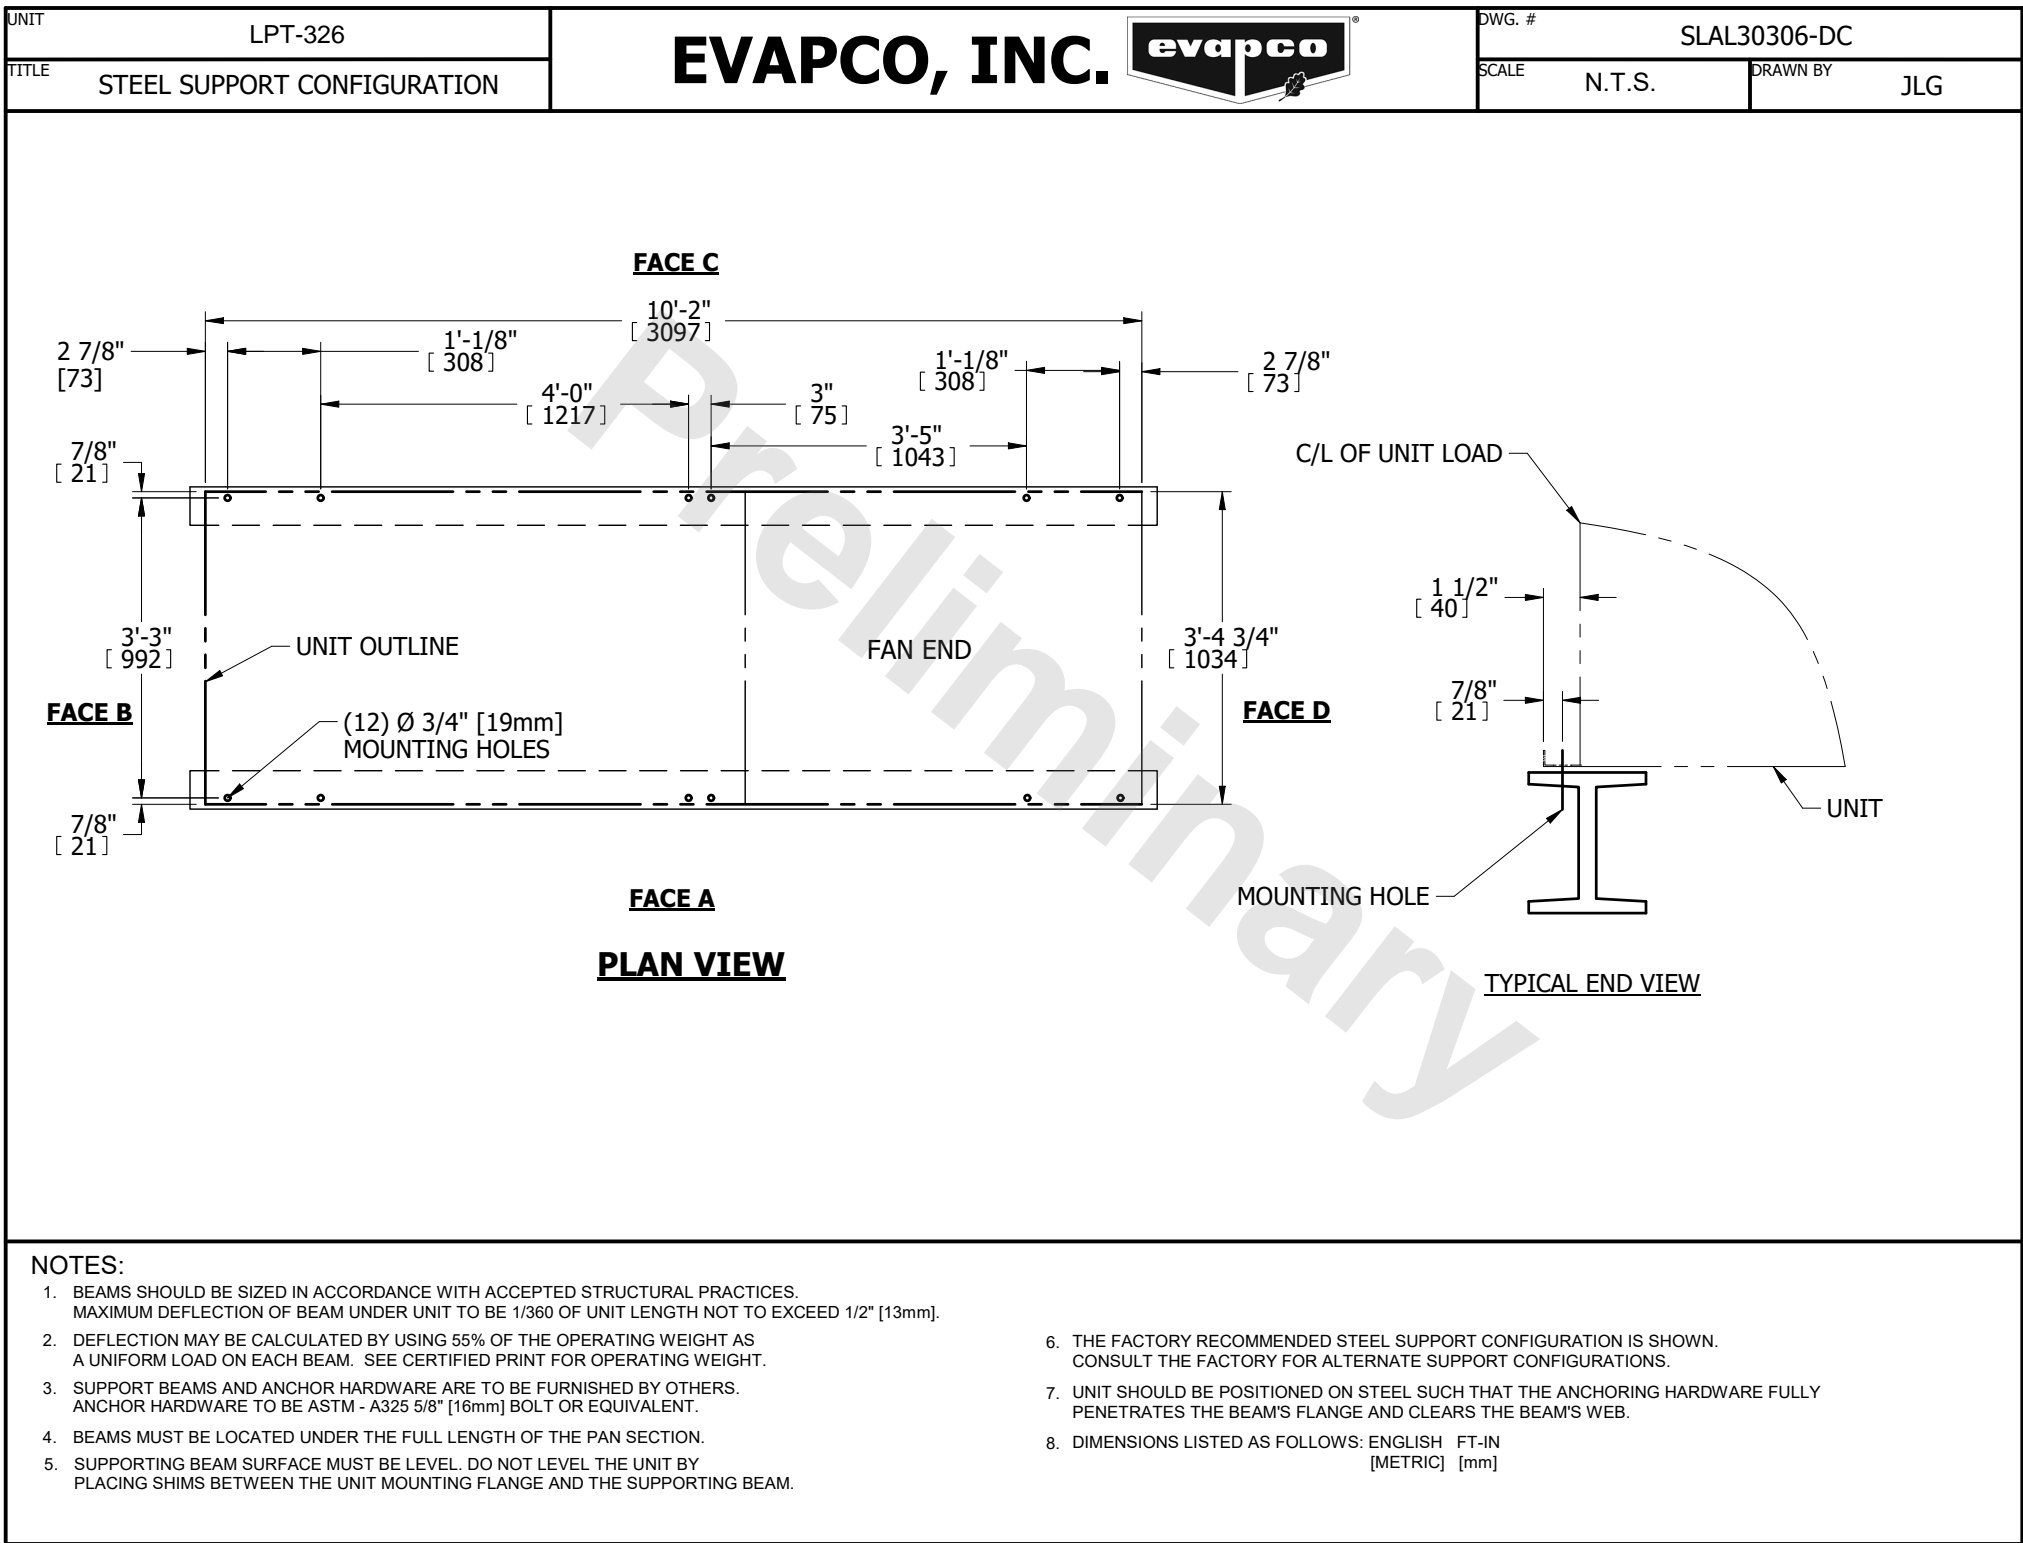 UNIT
LPT-326
TITLE
STEEL SUPPORT CONFIGURATION
EVAPCO, INC.
evapco
®
DWG. #
SLAL30306-DC
SCALE
N.T.S.
DRAWN BY
JLG
FACE C
10'-2"
[ 3097]
2 7/8"
[73]
1'-1/8"
[ 308]
1'-1/8"
[ 308]
2 7/8"
[ 73]
4'-0"
[ 1217]
3"
[ 75]
3'-5"
[ 1043]
7/8"
[ 21]
3'-3"
[ 992]
UNIT OUTLINE
FAN END
3'-4 3/4"
[ 1034]
FACE B
(12) Ø 3/4" [19mm]
MOUNTING HOLES
FACE D
7/8"
[ 21]
FACE A
PLAN VIEW
C/L OF UNIT LOAD
1 1/2"
[ 40]
7/8"
[ 21]
UNIT
MOUNTING HOLE
TYPICAL END VIEW
Preliminary
NOTES:
1. BEAMS SHOULD BE SIZED IN ACCORDANCE WITH ACCEPTED STRUCTURAL PRACTICES.
MAXIMUM DEFLECTION OF BEAM UNDER UNIT TO BE 1/360 OF UNIT LENGTH NOT TO EXCEED 1/2" [13mm].
2. DEFLECTION MAY BE CALCULATED BY USING 55% OF THE OPERATING WEIGHT AS
A UNIFORM LOAD ON EACH BEAM. SEE CERTIFIED PRINT FOR OPERATING WEIGHT.
3. SUPPORT BEAMS AND ANCHOR HARDWARE ARE TO BE FURNISHED BY OTHERS.
ANCHOR HARDWARE TO BE ASTM - A325 5/8" [16mm] BOLT OR EQUIVALENT.
4. BEAMS MUST BE LOCATED UNDER THE FULL LENGTH OF THE PAN SECTION.
5. SUPPORTING BEAM SURFACE MUST BE LEVEL. DO NOT LEVEL THE UNIT BY
PLACING SHIMS BETWEEN THE UNIT MOUNTING FLANGE AND THE SUPPORTING BEAM.
6. THE FACTORY RECOMMENDED STEEL SUPPORT CONFIGURATION IS SHOWN.
CONSULT THE FACTORY FOR ALTERNATE SUPPORT CONFIGURATIONS.
7. UNIT SHOULD BE POSITIONED ON STEEL SUCH THAT THE ANCHORING HARDWARE FULLY
PENETRATES THE BEAM'S FLANGE AND CLEARS THE BEAM'S WEB.
8. DIMENSIONS LISTED AS FOLLOWS: ENGLISH FT-IN
[METRIC] [mm]